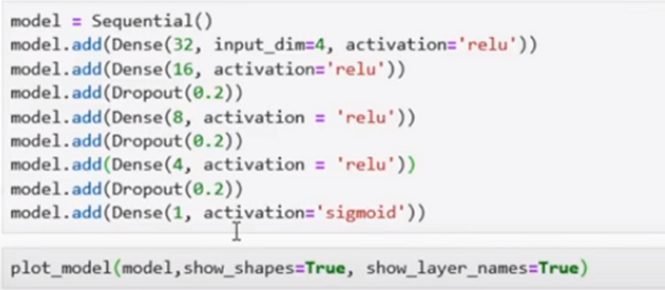 model = Sequential()
model.add(Dense(32, input_dim=4, activation='relu'))
model.add(Dense(16, activation='relu'))
model.add(Dropout(0.2))
model.add(Dense(8, activation = 'relu'))
model.add(Dropout(0.2))
model.add(Dense(4, activation = 'relu'))
model.add(Dropout(0.2))
model.add(Dense(1, activation='sigmoid'))
plot_model(model,show_shapes=True, show_layer_names=True)